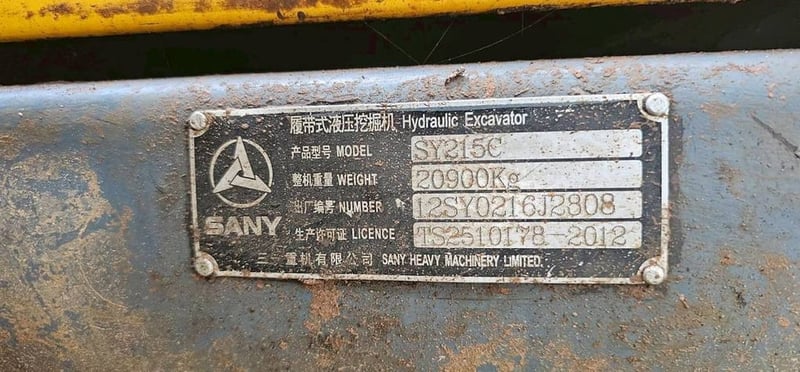 履带式液压挖掘机 Hydraulic Excavator
产品型号 MODEL SY215C
整机重量 WEIGHT 20900Kg
出厂编号 NUMBER 12SY0216J2808
生产许可证 LICENCE TS2510178-2012
SANY
三一重机有限公司 SANY HEAVY MACHINERY LIMITED.